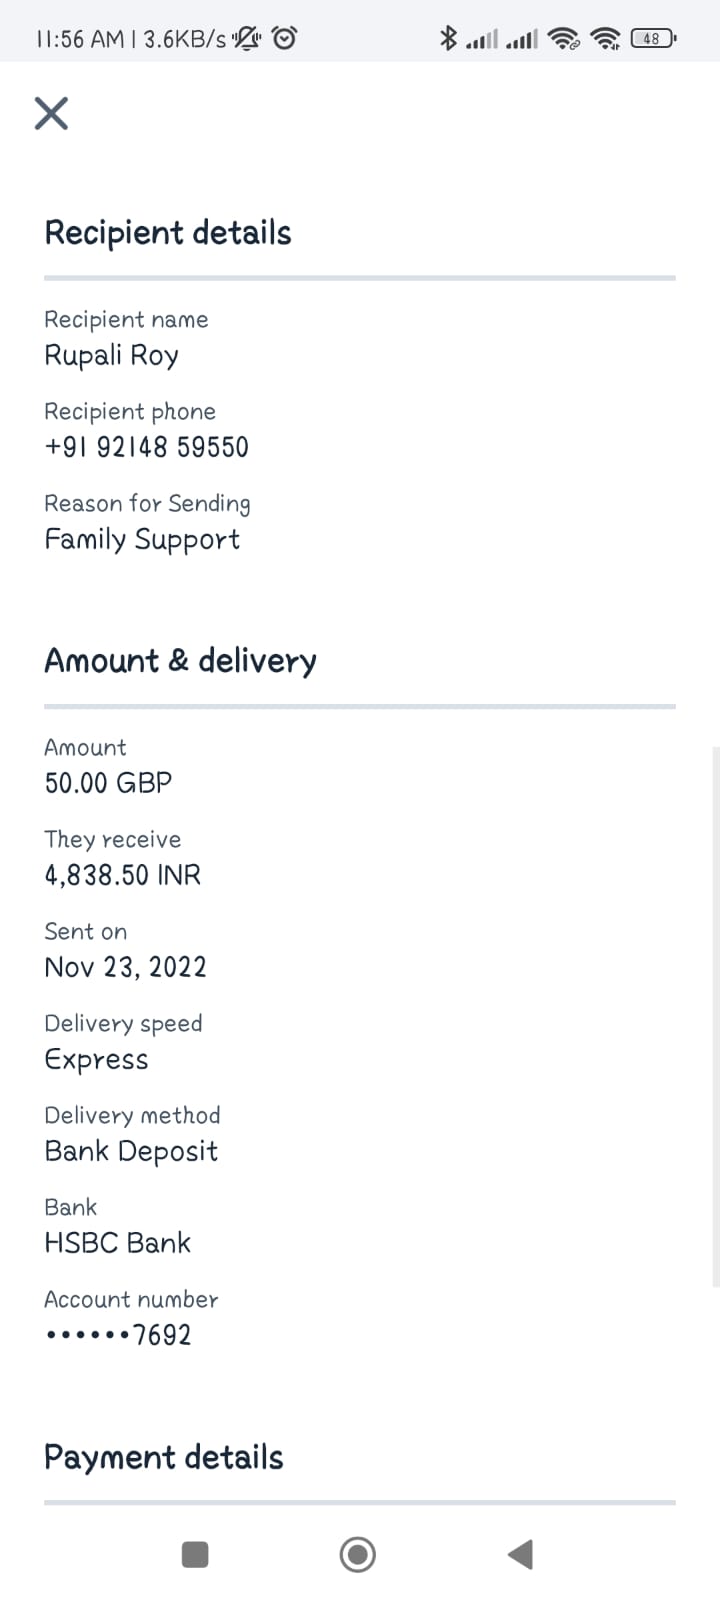 11:56 AM | 3.6KB/s
48
Recipient details
Recipient name
Rupali Roy
Recipient phone
+91 92148 59550
Reason for Sending
Family Support
Amount & delivery
Amount
50.00 GBP
They receive
4,838.50 INR
Sent on
Nov 23, 2022
Delivery speed
Express
Delivery method
Bank Deposit
Bank
HSBC Bank
Account number
••••••7692
Payment details